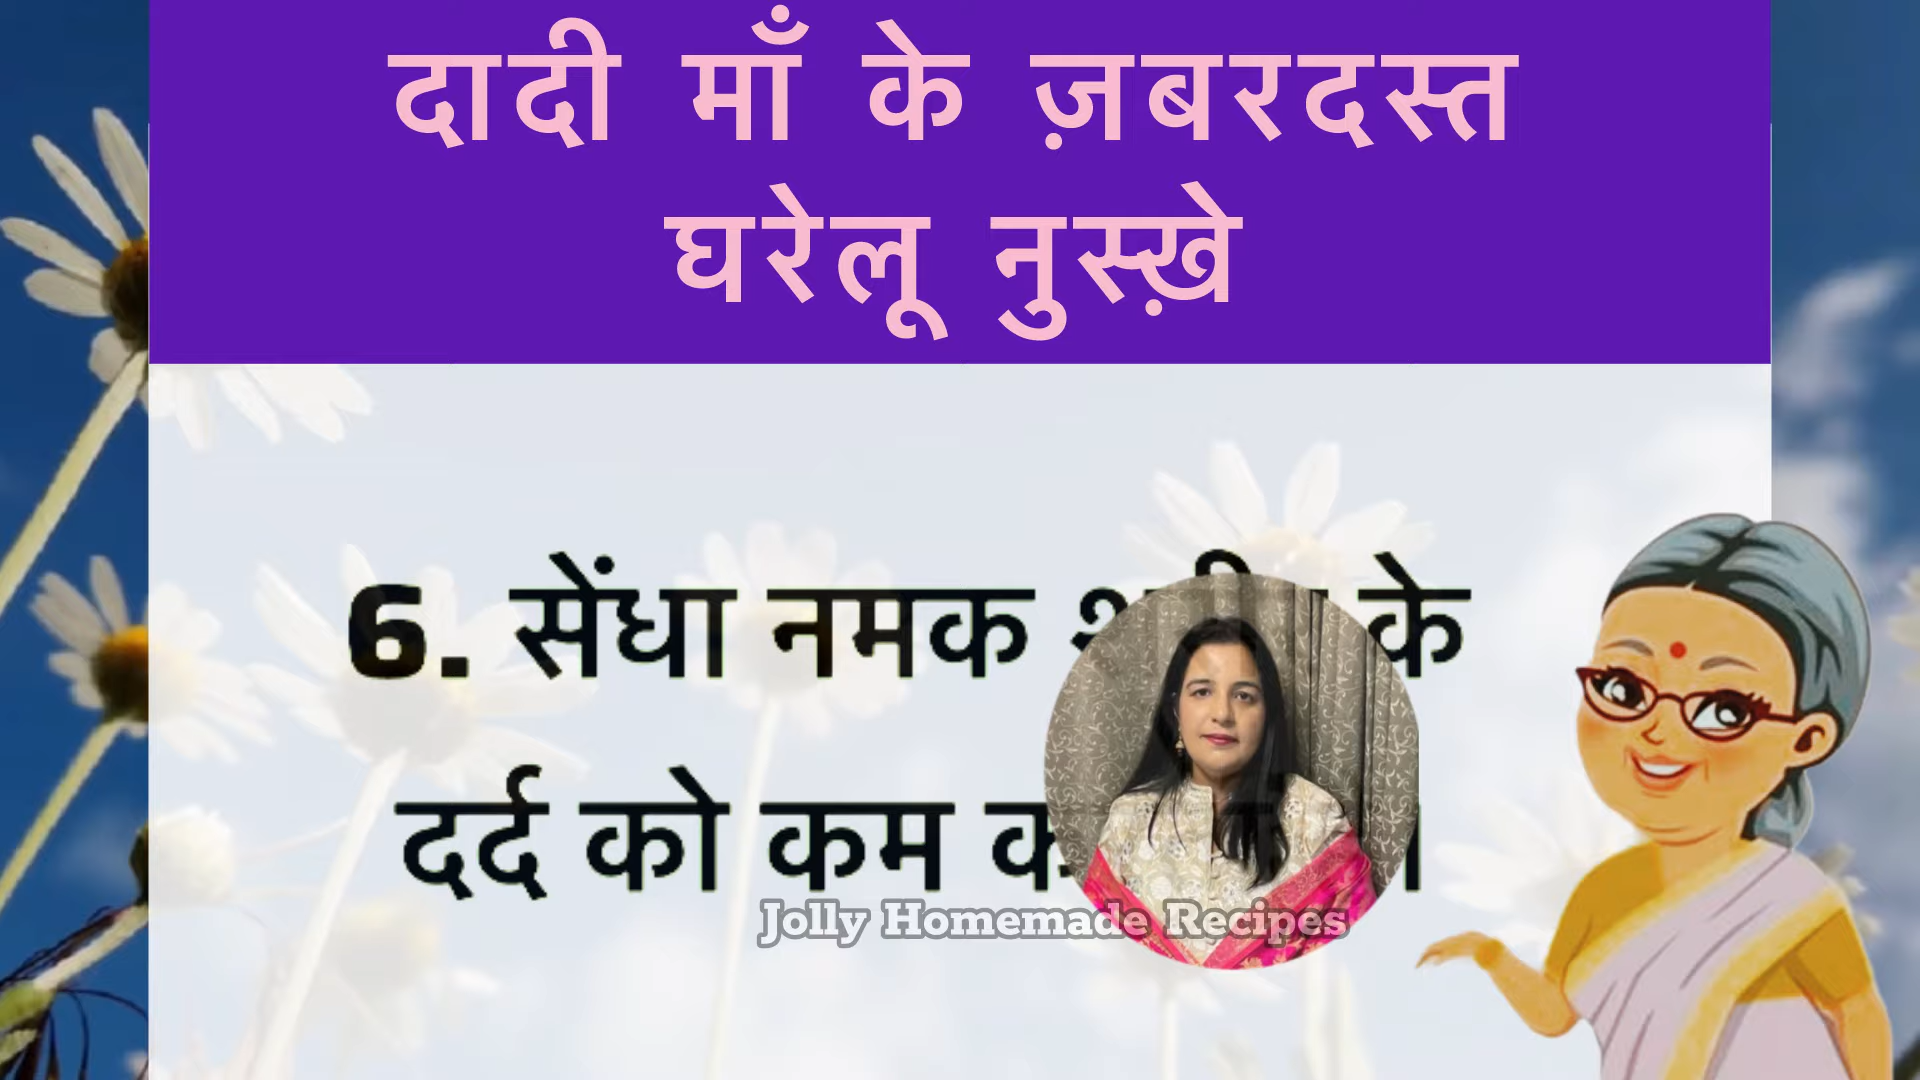 दादी माँ के ज़बरदस्त
घरेलू नुस्ख़े
6. सेंधा नमक के
दर्द को कम
Jolly Homemade Recipes